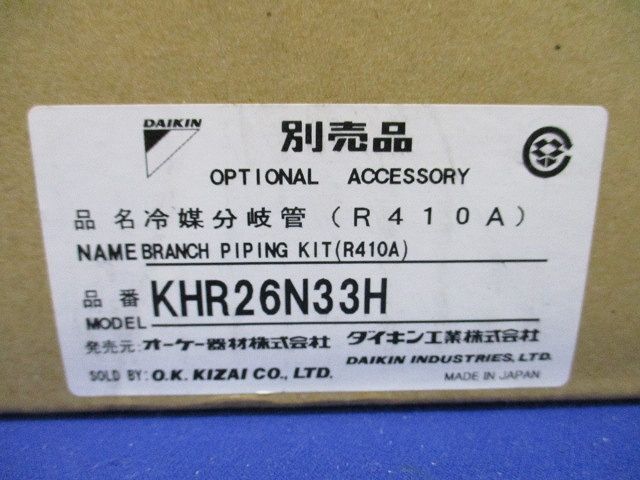 DAIKIN
別売品
OPTIONAL ACCESSORY
品名 冷媒分岐管(R410A)
NAME BRANCH PIPING KIT(R410A)
品番 KHR26N33H
MODEL
発売元: オーケー器材株式会社 ダイキン工業株式会社
SOLD BY: O.K. KIZAI CO., LTD. DAIKIN INDUSTRIES, LTD.
MADE IN JAPAN